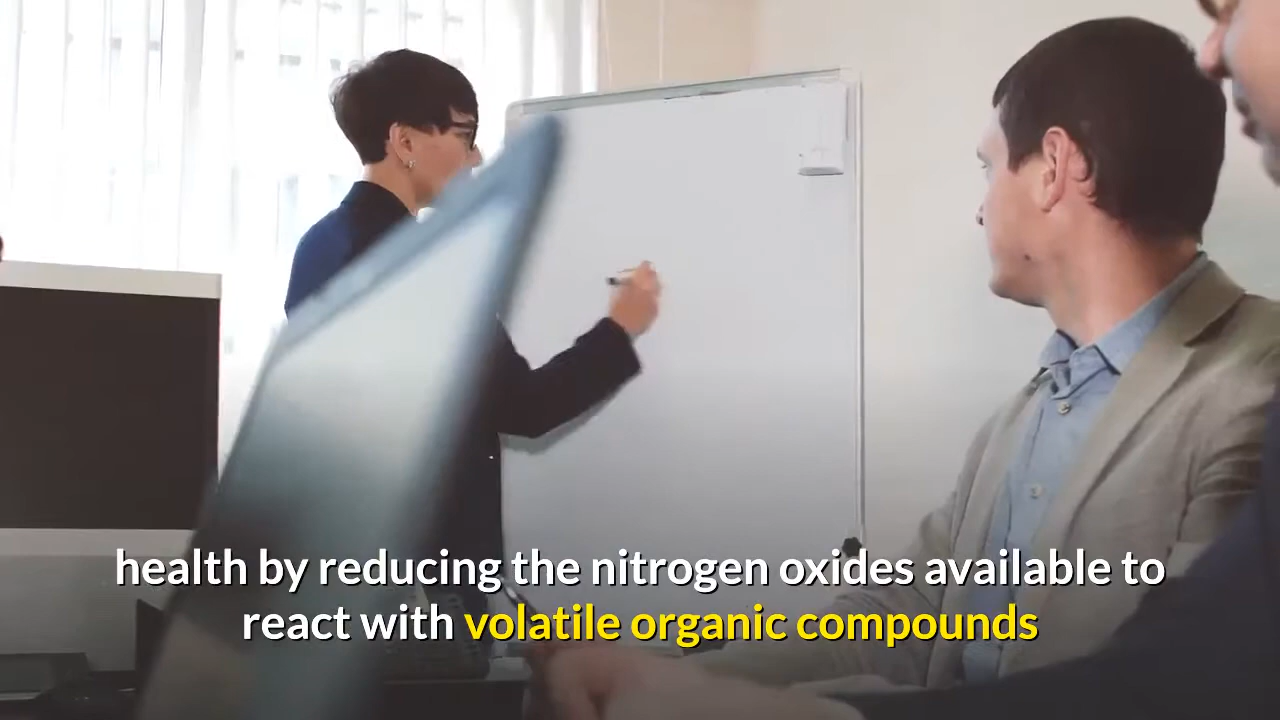 health by reducing the nitrogen oxides available to
react with volatile organic compounds